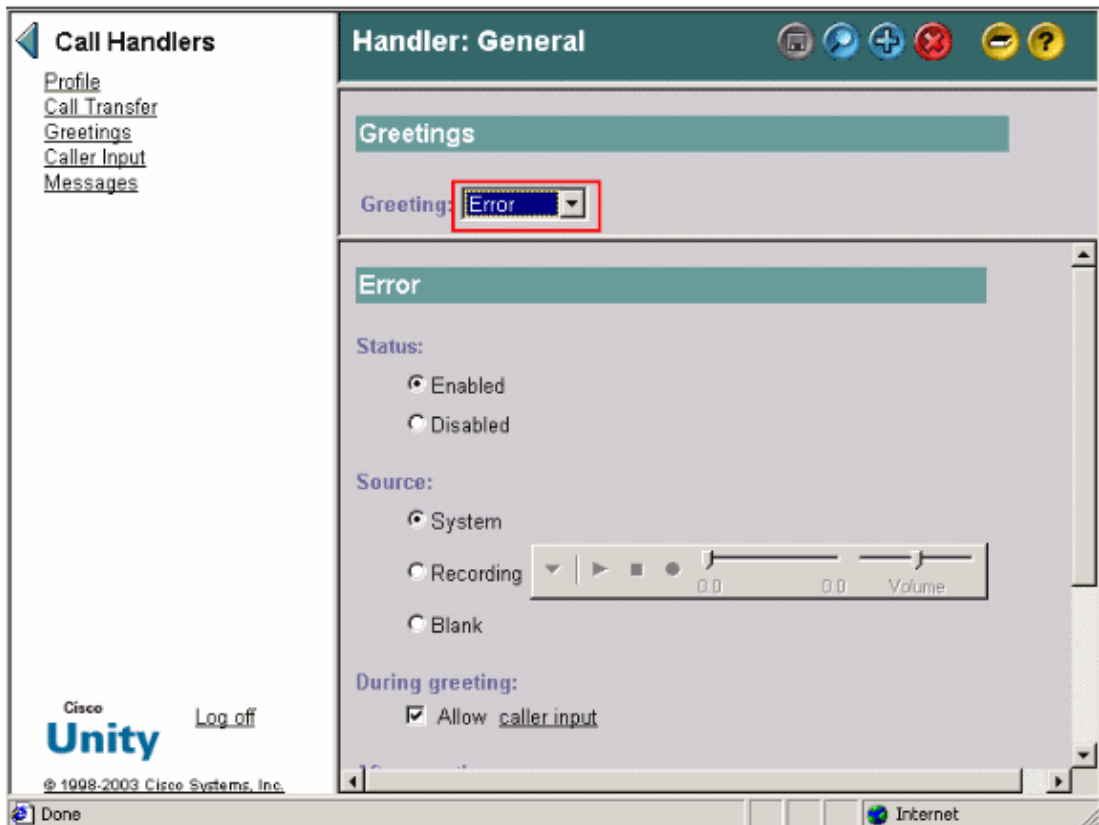 Call Handlers
Profile
Call Transfer
Greetings
Caller Input
Messages
Cisco
Unity
Log off
© 1998-2003 Cisco Systems, Inc.
Handler: General
?
Greetings
Greeting: Error
Error
Status:
Enabled
Disabled
Source:
System
Recording
0.0 0.0 Volume
Blank
During greeting:
Allow caller input
Done
Internet